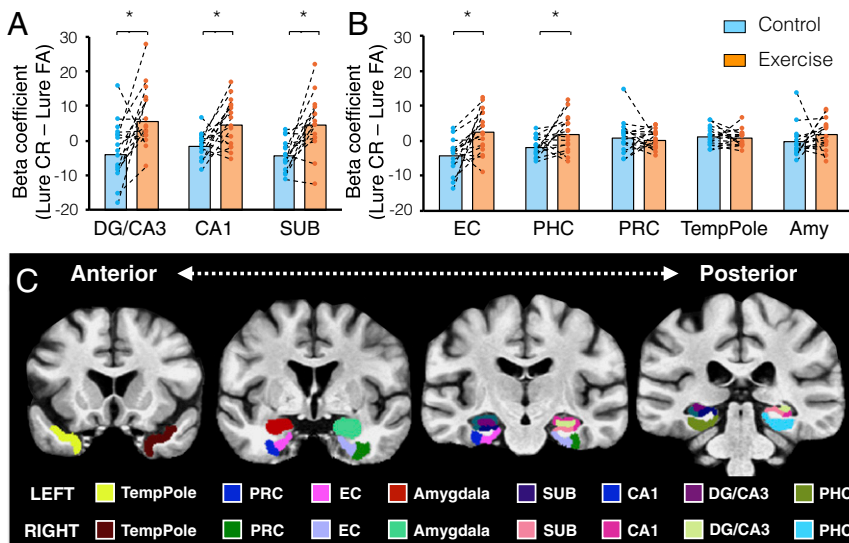 A
B
* * *
* *
Control
Exercise
Beta coefficient
(Lure CR – Lure FA)
30
20
10
0
-10
-20
DG/CA3 CA1 SUB
Beta coefficient
(Lure CR – Lure FA)
30
20
10
0
-10
-20
EC PHC PRC TempPole Amy
C
Anterior Posterior
LEFT TempPole PRC EC Amygdala SUB CA1 DG/CA3 PHC
RIGHT TempPole PRC EC Amygdala SUB CA1 DG/CA3 PHC